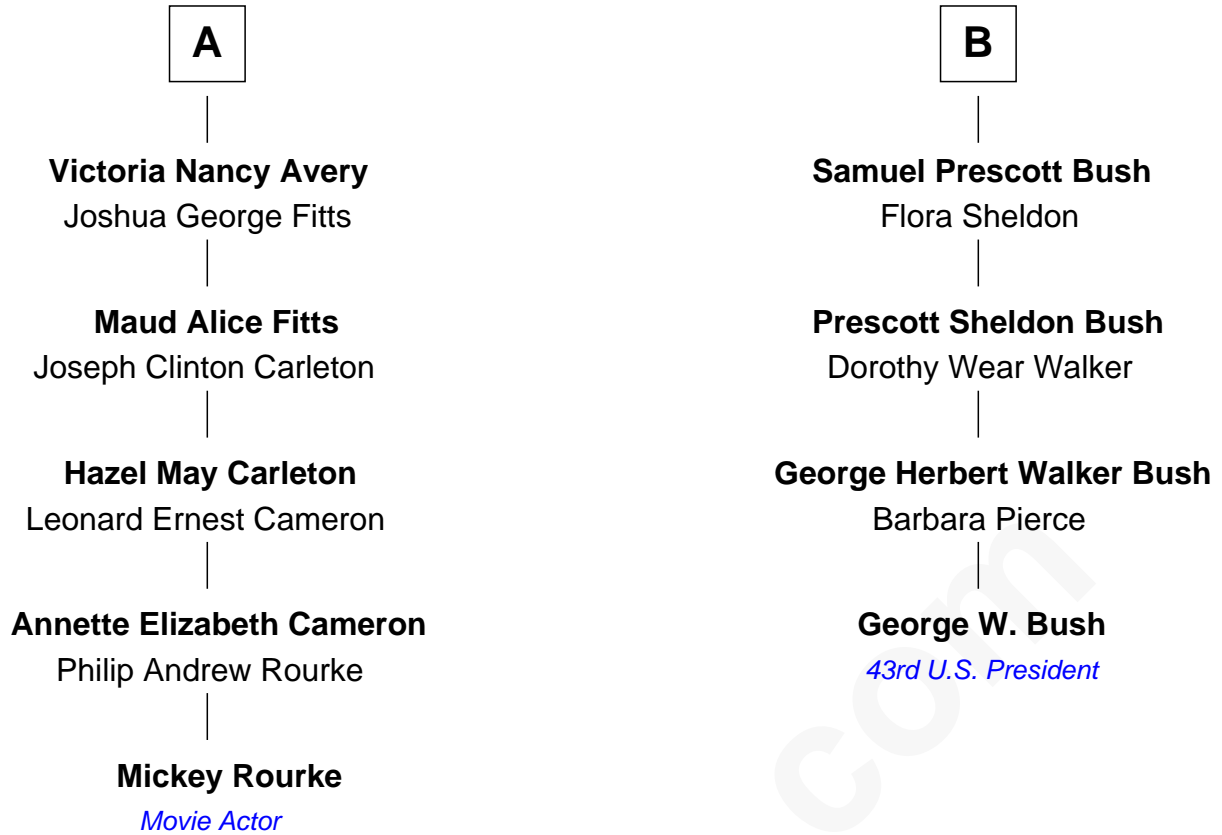 A
Victoria Nancy Avery
Joshua George Fitts
Maud Alice Fitts
Joseph Clinton Carleton
Hazel May Carleton
Leonard Ernest Cameron
Annette Elizabeth Cameron
Philip Andrew Rourke
Mickey Rourke
Movie Actor
B
Samuel Prescott Bush
Flora Sheldon
Prescott Sheldon Bush
Dorothy Wear Walker
George Herbert Walker Bush
Barbara Pierce
George W. Bush
43rd U.S. President
com